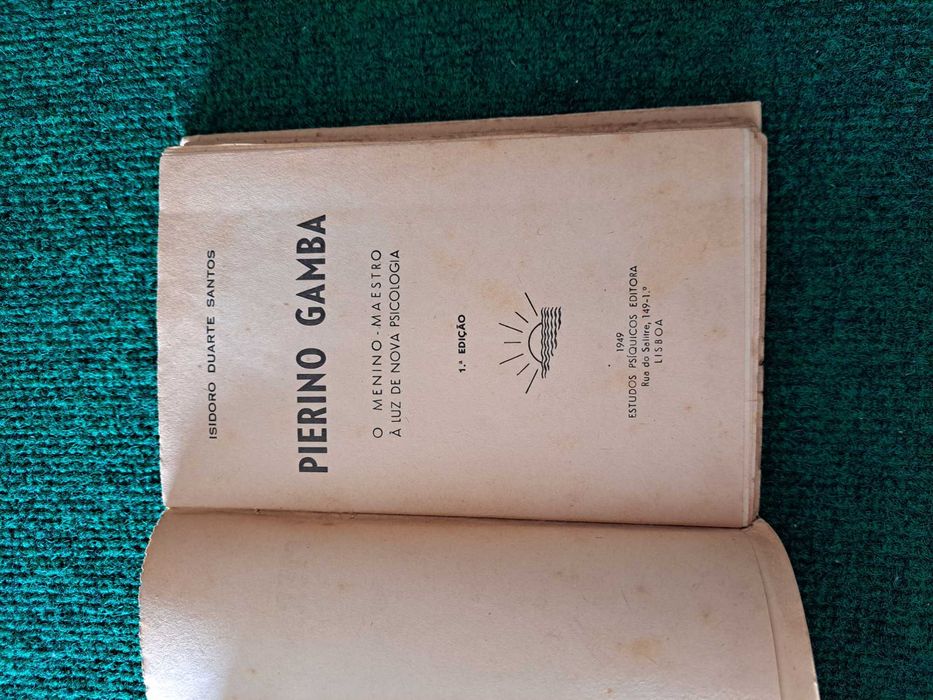 ISIDORO DUARTE SANTOS
PIERINO GAMBA
O MENINO-MAESTRO
À LUZ DE NOVA PSICOLOGIA
1.ª EDIÇÃO
1949
ESTUDOS PSÍQUICOS EDITORA
Rua do Salitre, 149-1.º
LISBOA